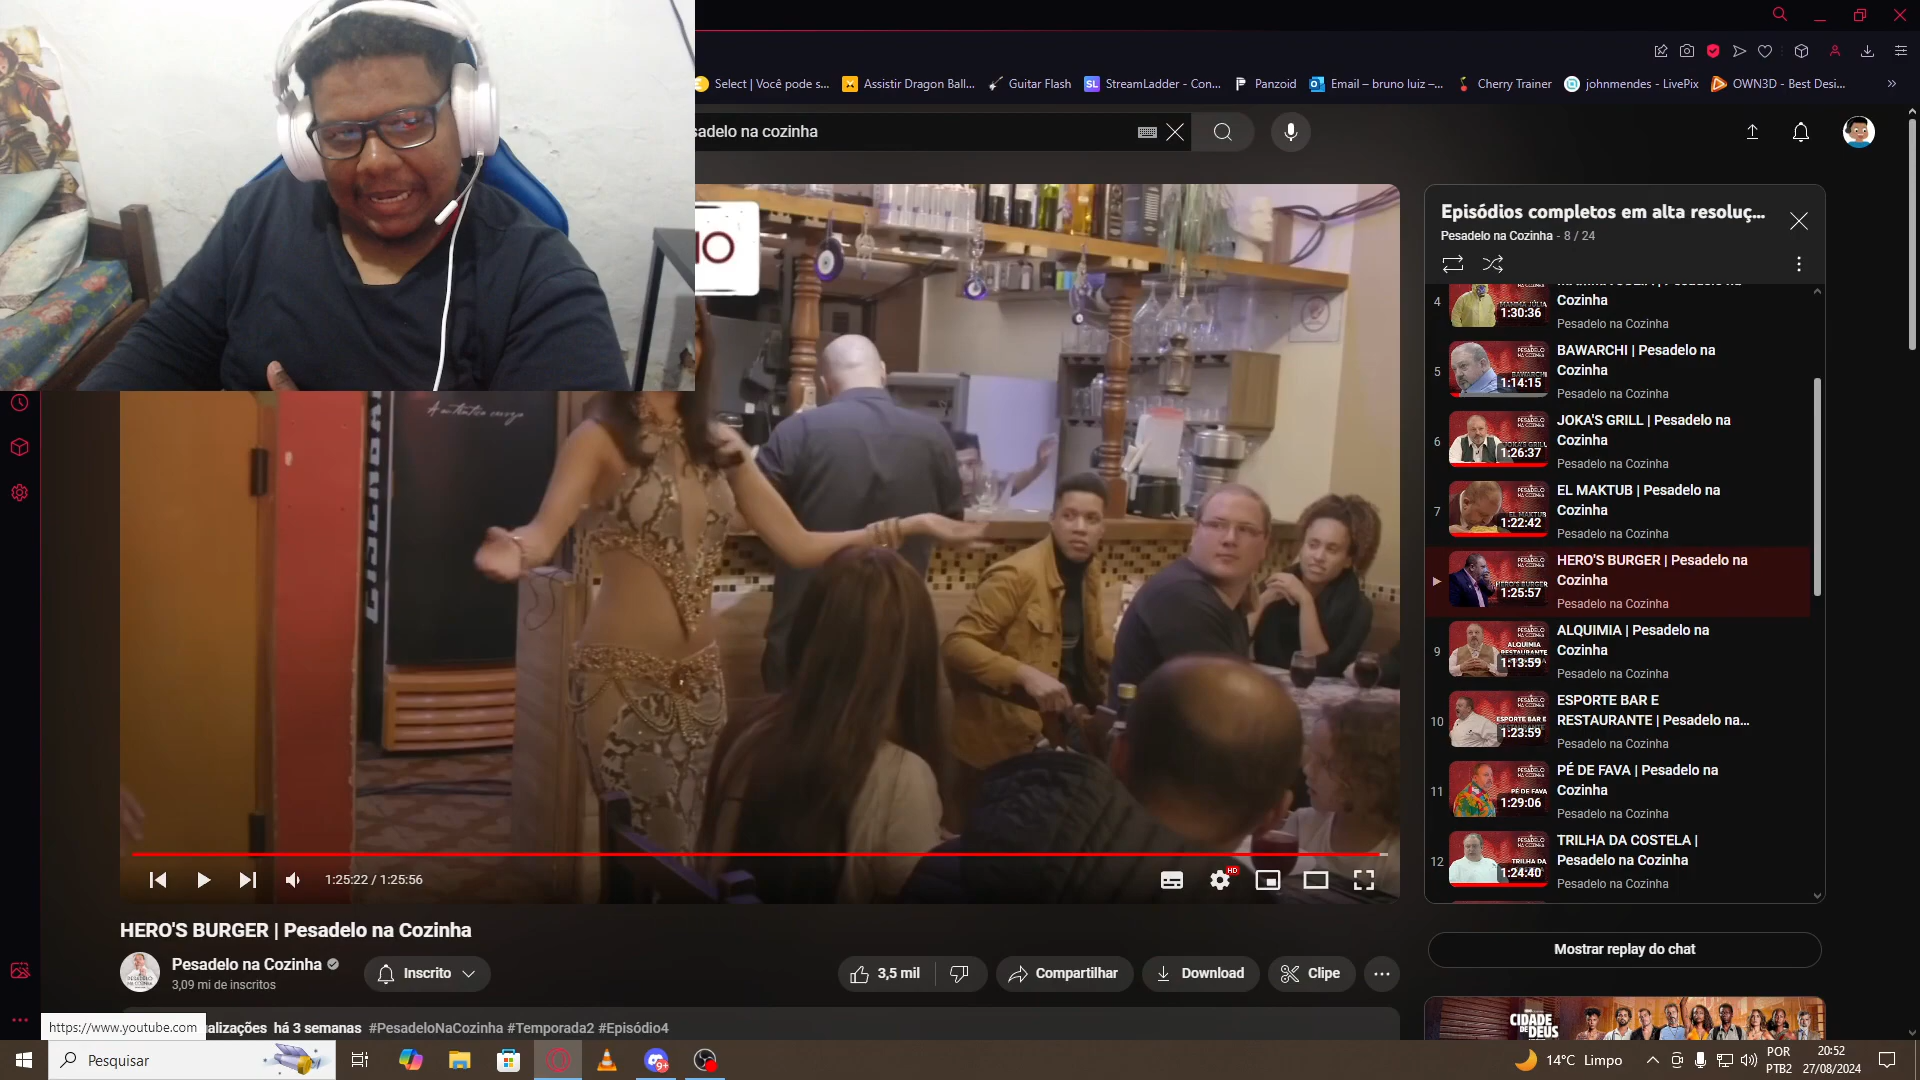 Select | Você pode s...
Assistir Dragon Ball...
Guitar Flash
StreamLadder - Con...
Panzoid
Email – bruno luiz –...
Cherry Trainer
johnmendes - LivePix
OWN3D - Best Desi...
sadelo na cozinha
Episódios completos em alta resoluç...
Pesadelo na Cozinha - 8 / 24
4
1:30:36
Cozinha
Pesadelo na Cozinha
5
1:14:15
BAWARCHI | Pesadelo na
Cozinha
Pesadelo na Cozinha
6
1:26:37
JOKA'S GRILL | Pesadelo na
Cozinha
Pesadelo na Cozinha
7
1:22:42
EL MAKTUB | Pesadelo na
Cozinha
Pesadelo na Cozinha
1:25:57
HERO'S BURGER | Pesadelo na
Cozinha
Pesadelo na Cozinha
9
1:13:59
ALQUIMIA | Pesadelo na
Cozinha
Pesadelo na Cozinha
10
1:23:59
ESPORTE BAR E
RESTAURANTE | Pesadelo na...
Pesadelo na Cozinha
11
1:29:06
PÉ DE FAVA | Pesadelo na
Cozinha
Pesadelo na Cozinha
12
1:24:40
TRILHA DA COSTELA |
Pesadelo na Cozinha
Pesadelo na Cozinha
1:25:22 / 1:25:56
HD
HERO'S BURGER | Pesadelo na Cozinha
Pesadelo na Cozinha
3,09 mi de inscritos
Inscrito
3,5 mil
Compartilhar
Download
Clipe
Mostrar replay do chat
CIDADE
DE DEUS
https://www.youtube.com
alizações há 3 semanas #PesadeloNaCozinha #Temporada2 #Episódio4
Pesquisar
9+
14°C Limpo
POR
PTB2
20:52
27/08/2024